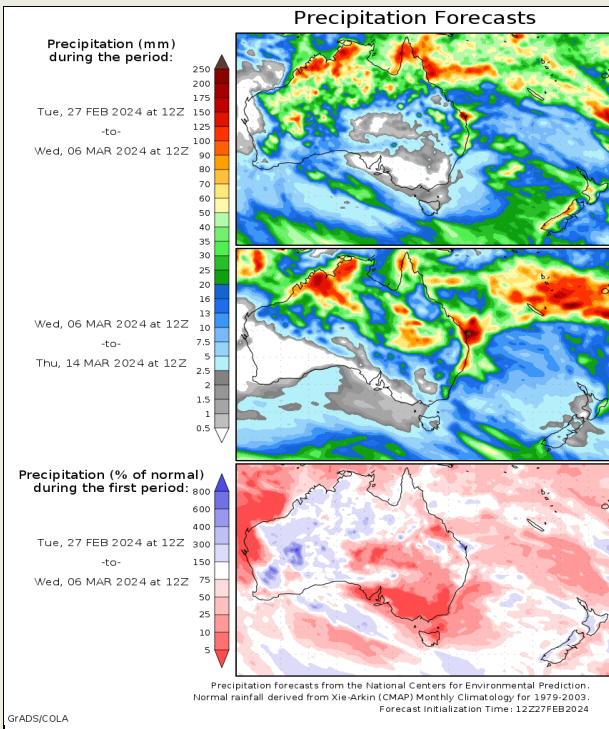 Precipitation Forecasts
Precipitation (mm)
during the period:
Tue, 27 FEB 2024 at 12Z
-to-
Wed, 06 MAR 2024 at 12Z
250
200
175
150
125
100
90
80
70
60
50
40
35
30
25
20
16
13
10
7.5
5
2.5
2
1.5
1
0.5
Wed, 06 MAR 2024 at 12Z
-to-
Thu, 14 MAR 2024 at 12Z
Precipitation (% of normal)
during the first period:
Tue, 27 FEB 2024 at 12Z
-to-
Wed, 06 MAR 2024 at 12Z
800
600
400
300
150
75
50
25
10
5
Precipitation forecasts from the National Centers for Environmental Prediction.
Normal rainfall derived from Xie-Arkin (CMAP) Monthly Climatology for 1979-2003.
Forecast Initialization Time: 12Z27FEB2024
GrADS/COLA